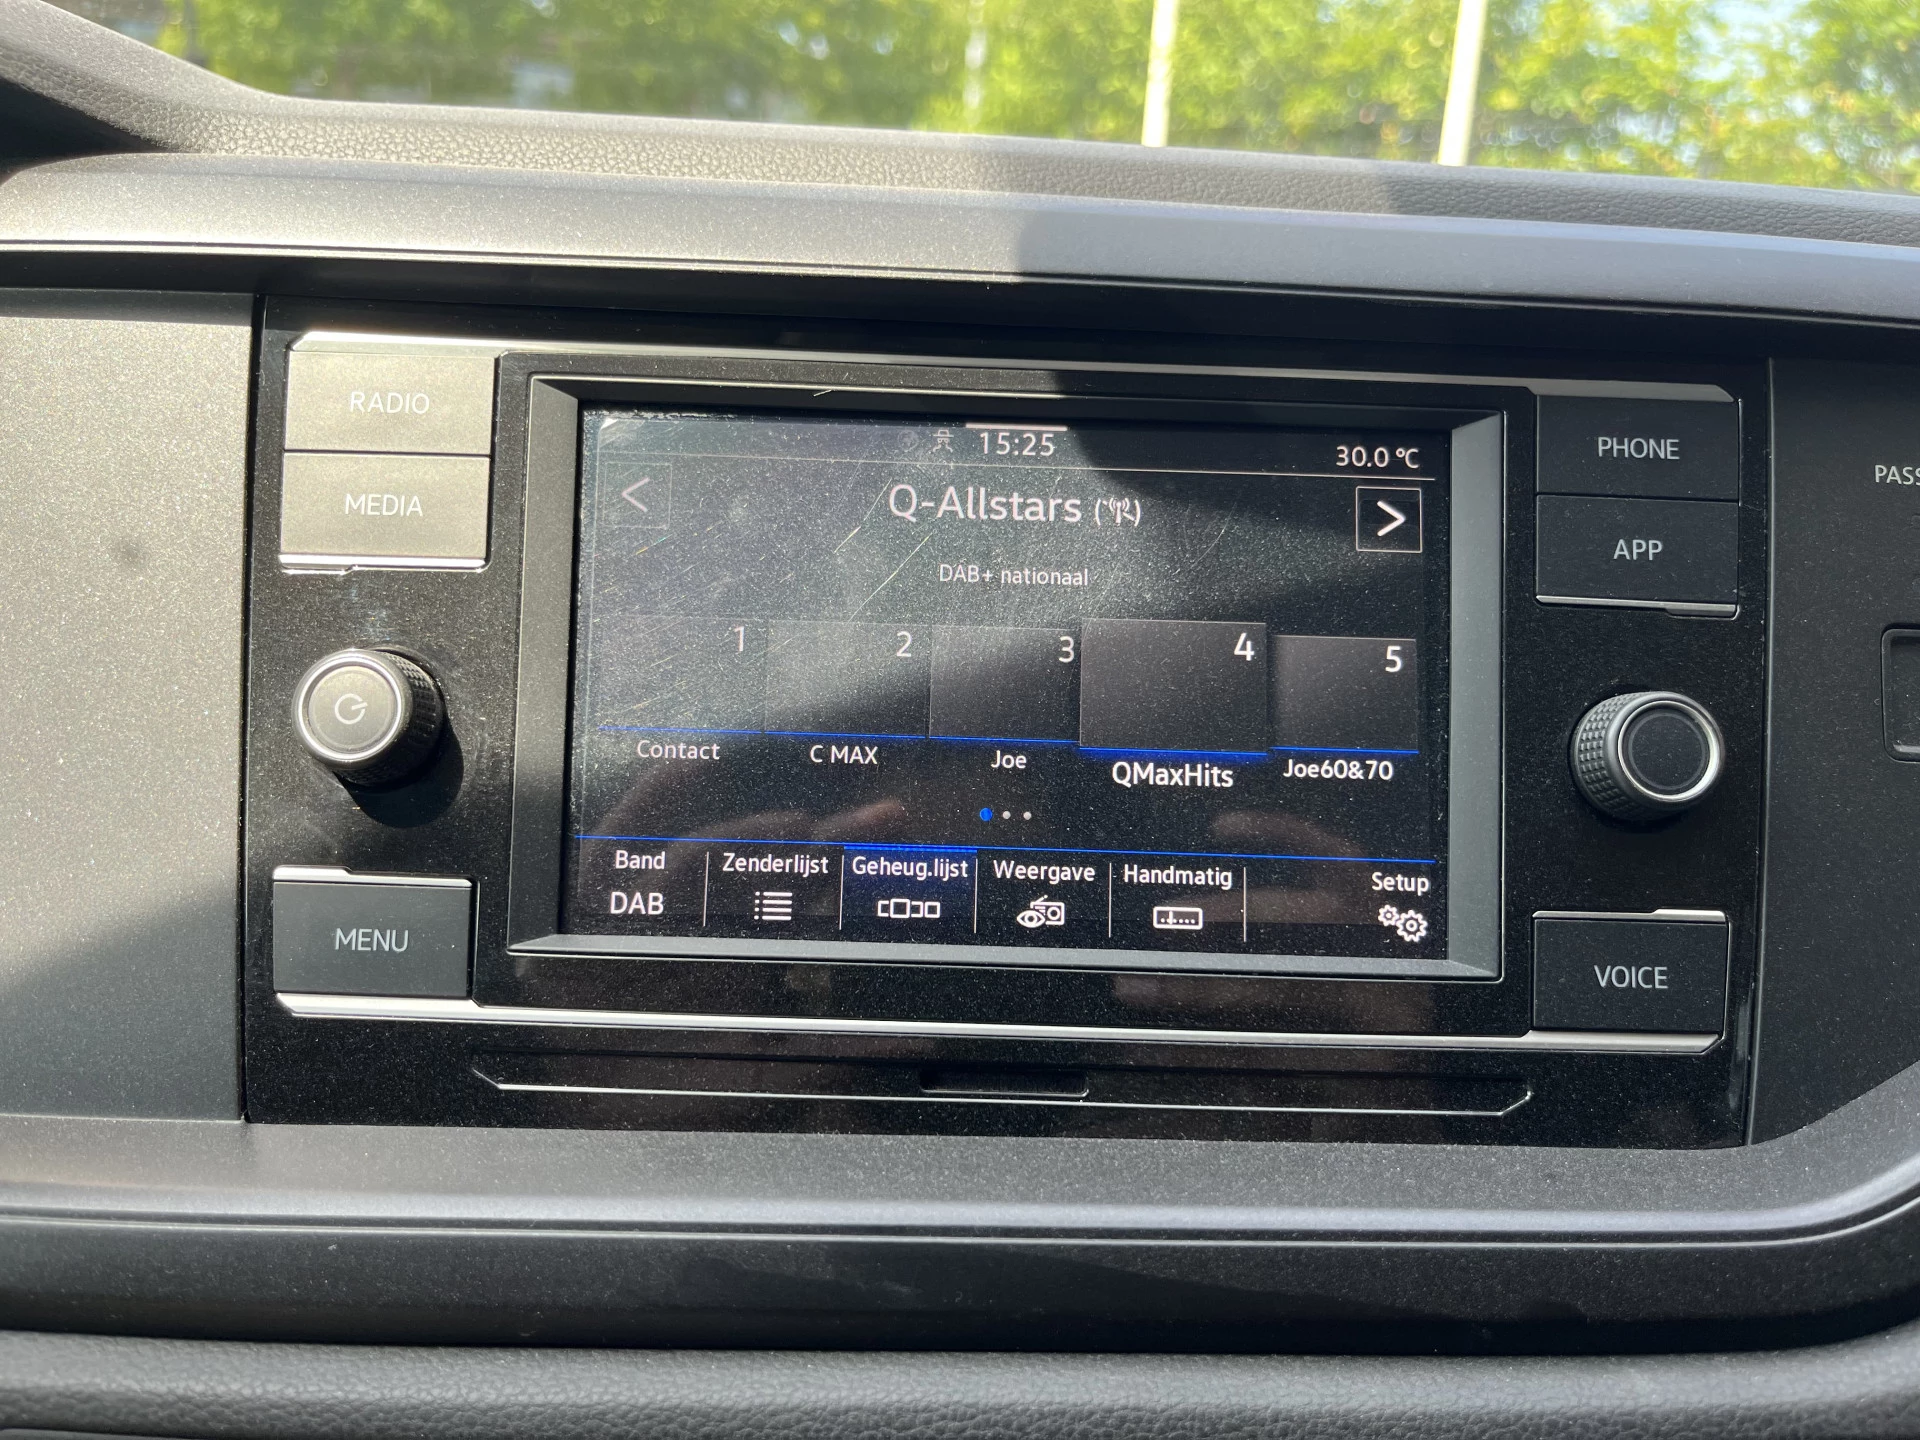 RADIO
MEDIA
MENU
15:25
30.0 °C
<
Q-Allstars
>
DAB+ nationaal
1
2
3
4
5
Contact
C MAX
Joe
QMaxHits
Joe60&70
Band
DAB
Zenderlijst
Geheug.lijst
Weergave
Handmatig
Setup
PHONE
APP
VOICE
PASS